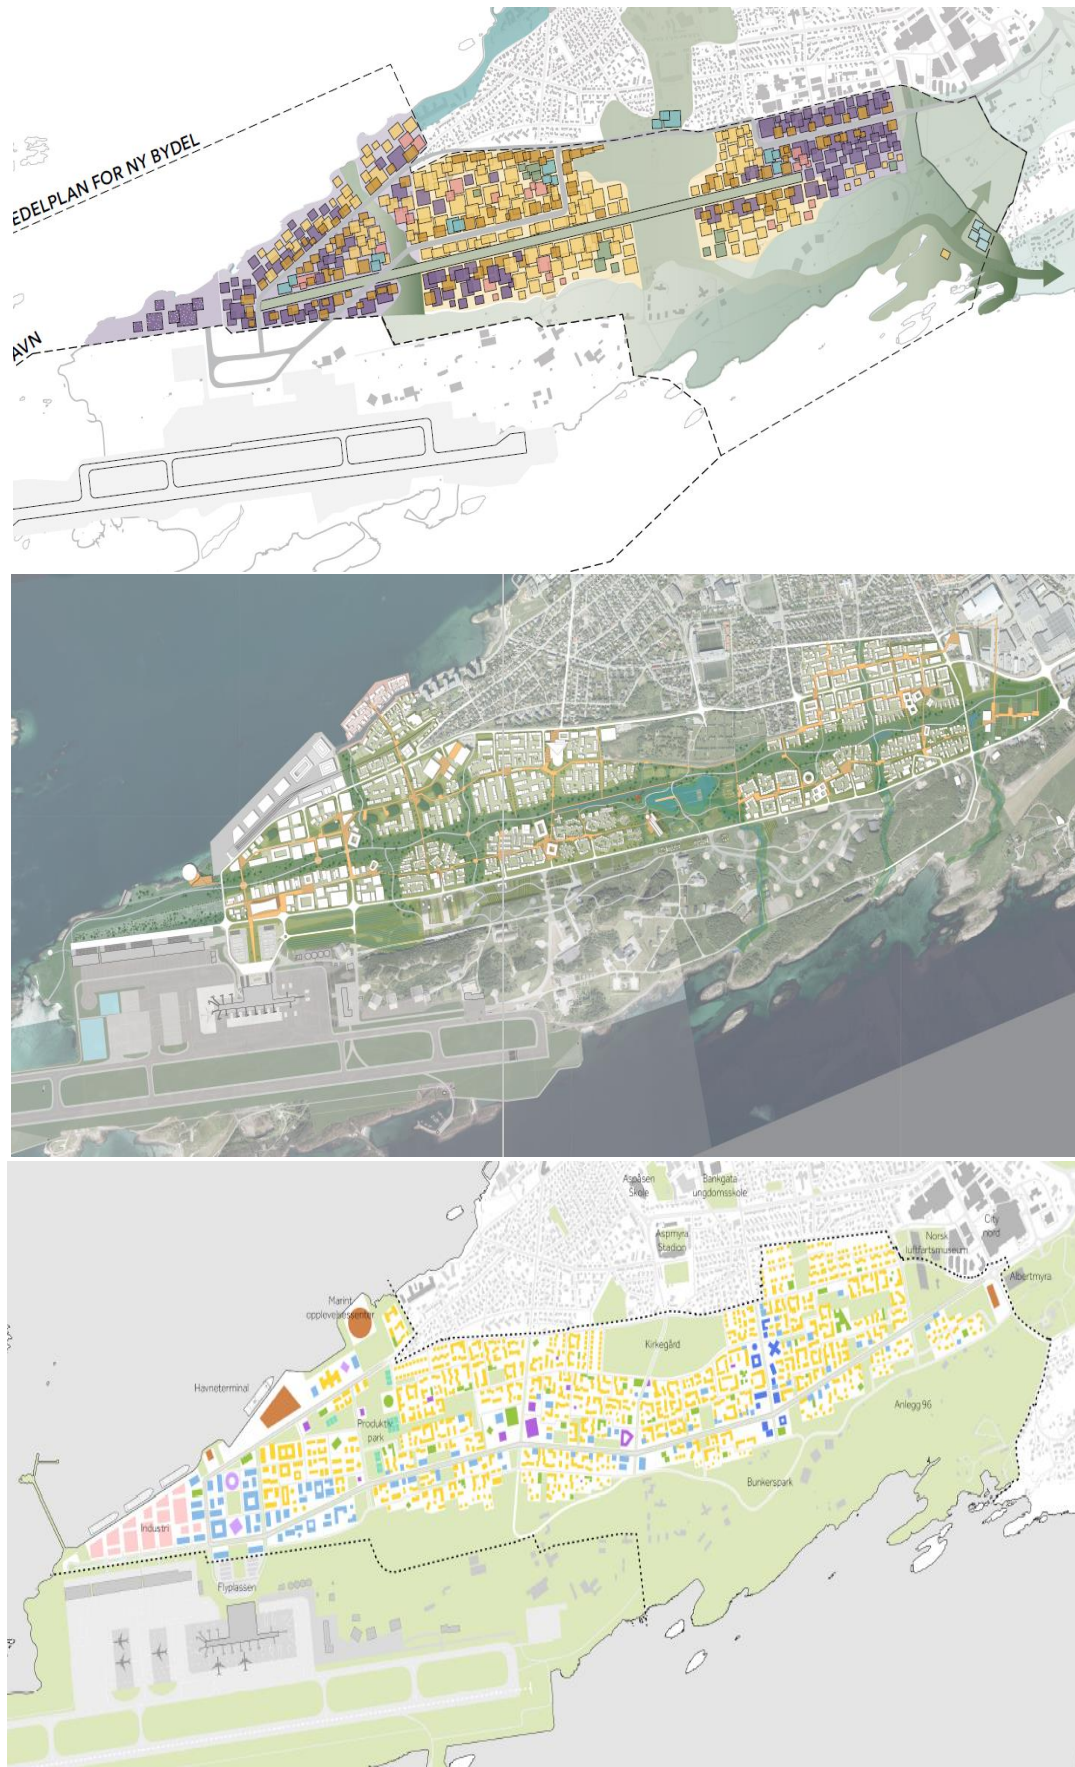 EDELPLAN FOR NY BYDEL
AVN
Aspåsen
Skole
Bankgata
ungdomsskole
Aspmyra
Stadion
Norsk
luftfartsmuseum
City
nord
Albertmyra
Marint
opplevelsessenter
Kirkegård
Havneterminal
Produktiv
park
Anlegg 96
Bunkerspark
Industri
Flyplassen